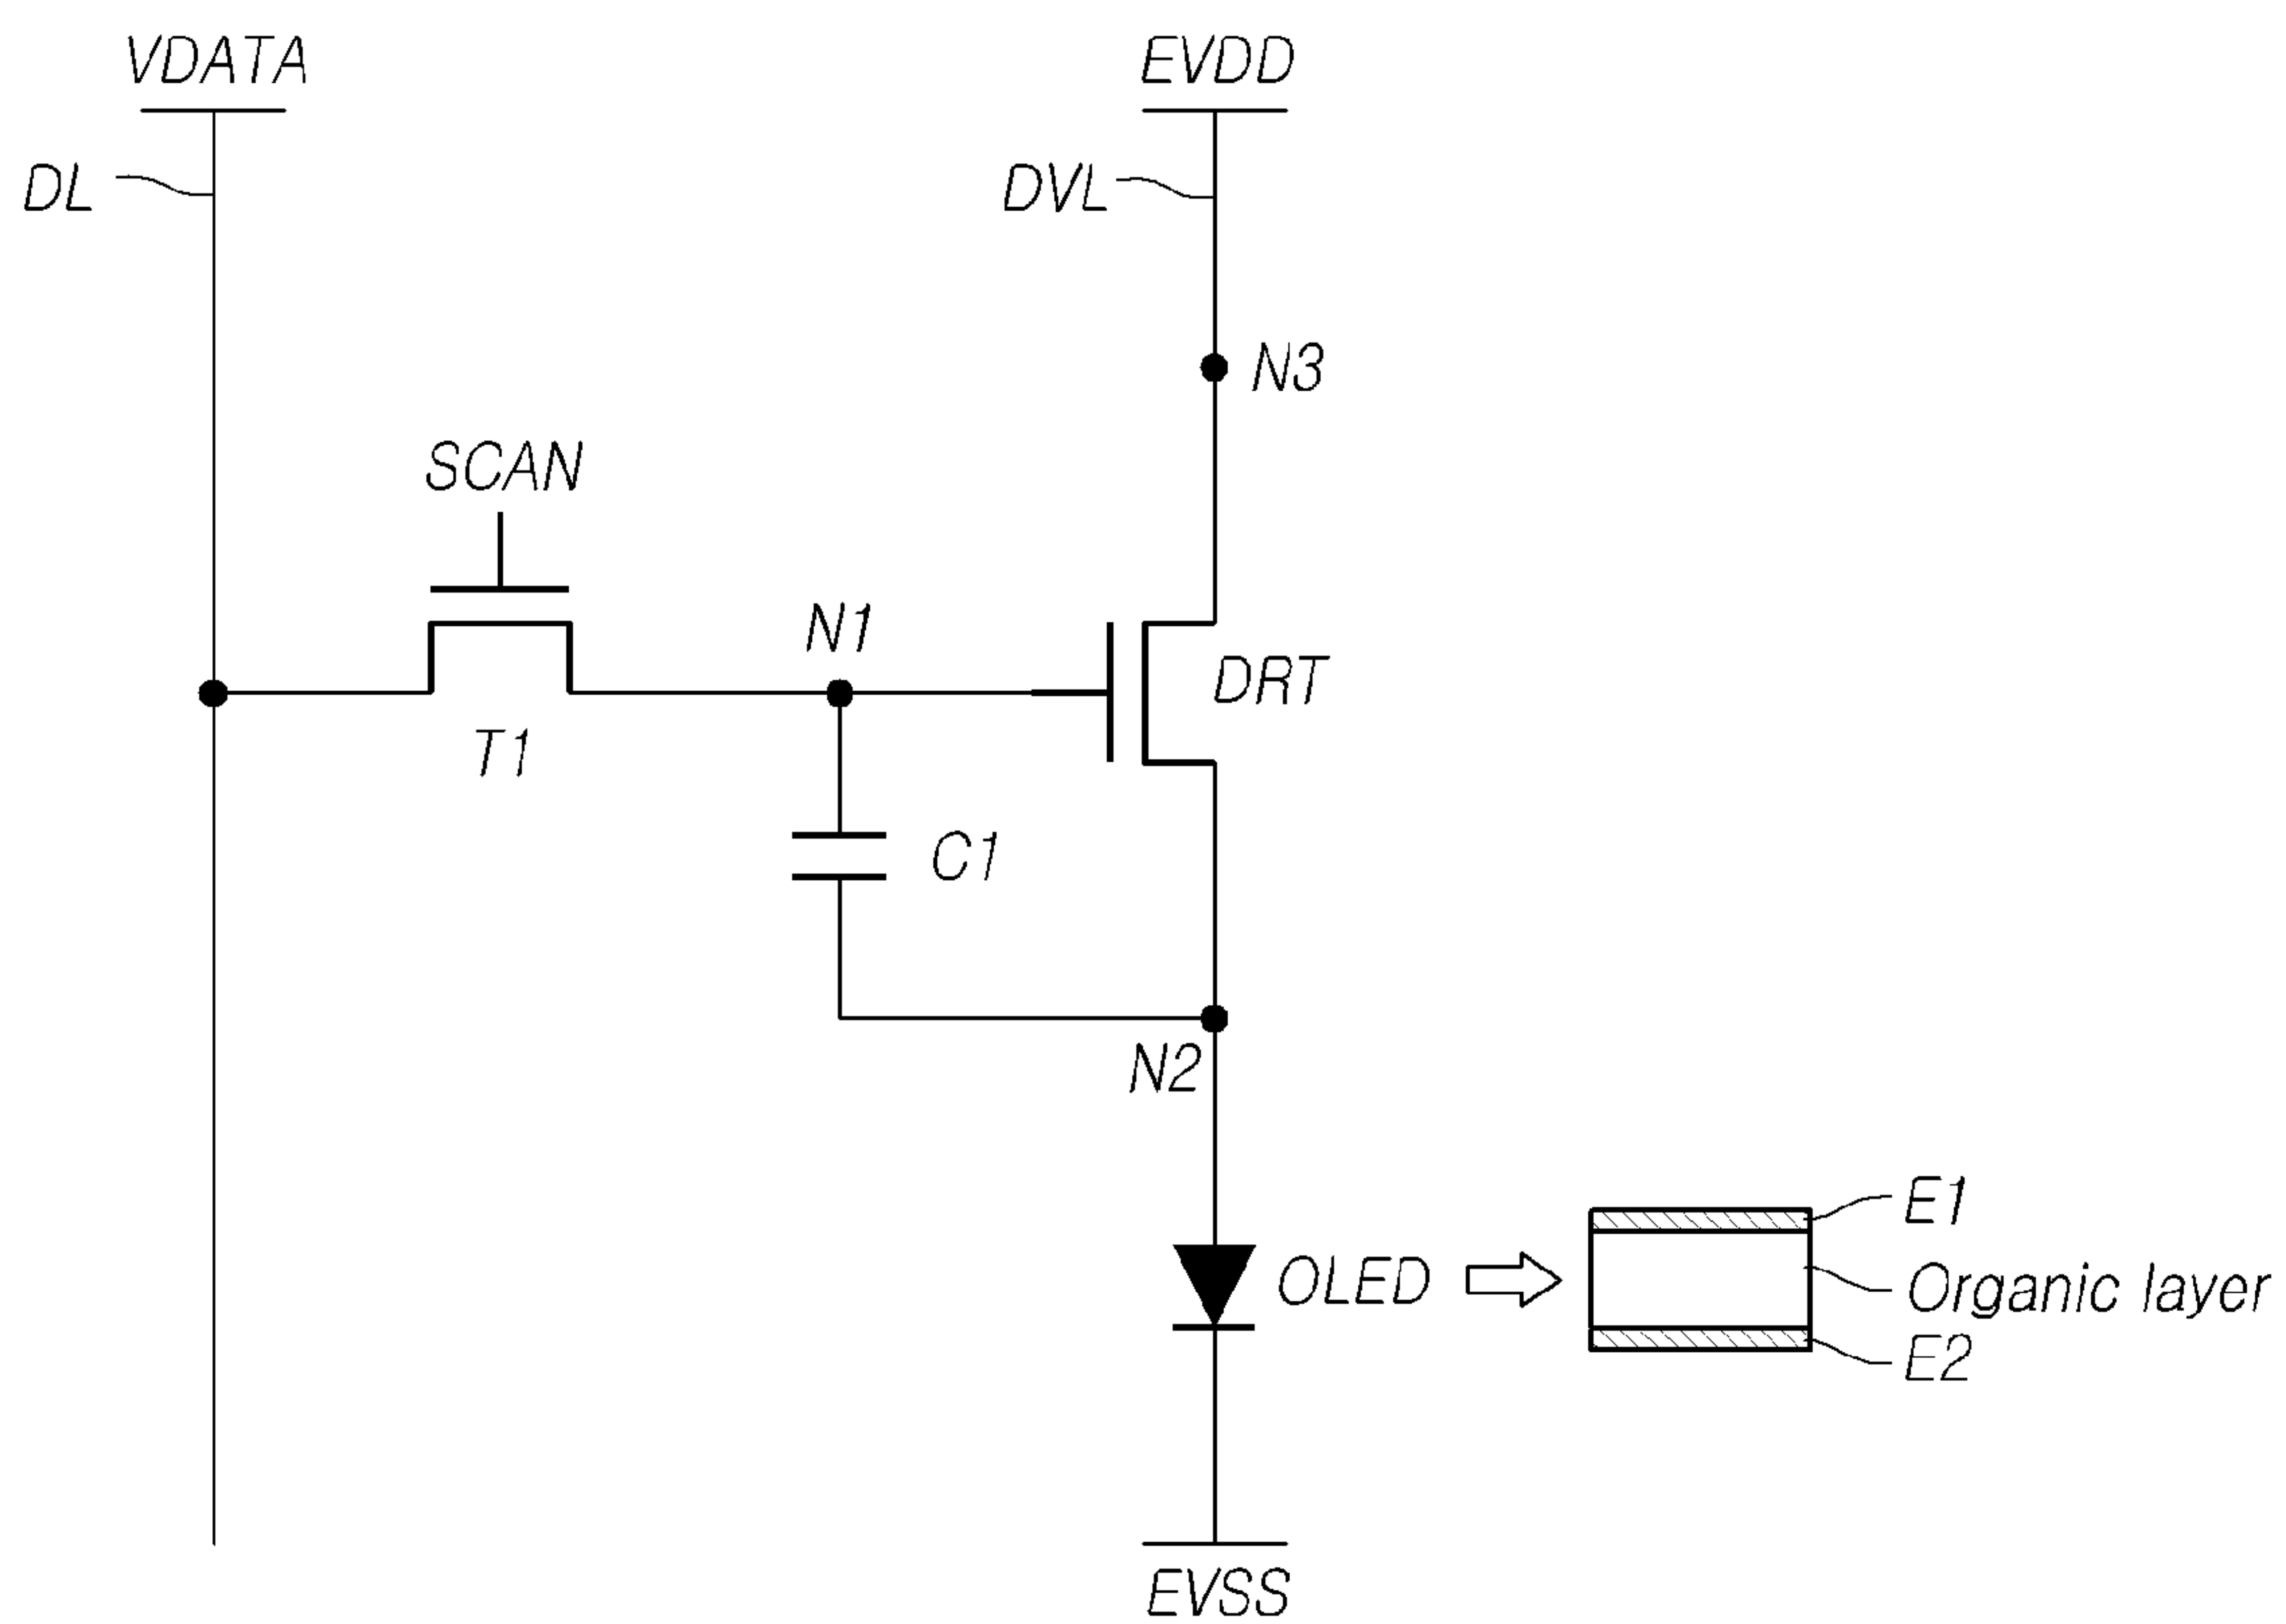 VDATA
EVDD
DL
DVL
N3
SCAN
N1
DRT
T1
C1
N2
E1
OLED
Organic layer
E2
EVSS